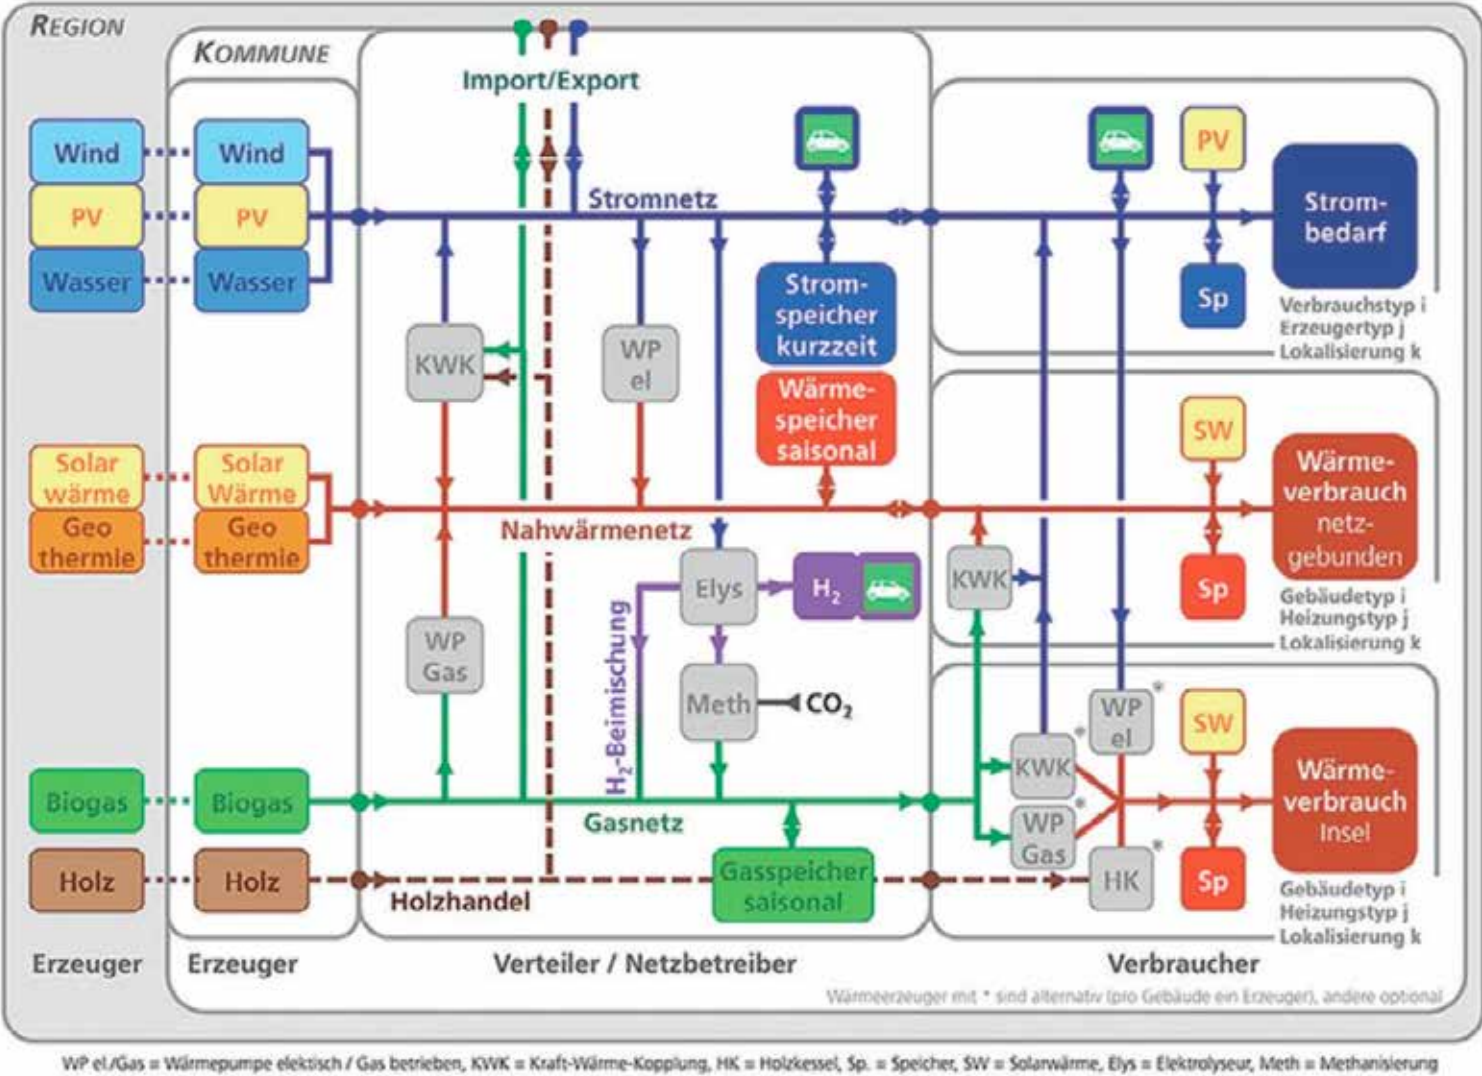 REGION
KOMMUNE
Import/Export
Wind
Wind
PV
PV
Wasser
Wasser
Stromnetz
PV
Strom-
bedarf
Sp
Verbrauchstyp i
Erzeugertyp j
Lokalisierung k
KWK
WP
el
Strom-
speicher
kurzzeit
Wärme-
speicher
saisonal
Solar
wärme
Solar
Wärme
Geo
thermie
Geo
thermie
Nahwärmenetz
SW
Wärme-
verbrauch
netz-
gebunden
Sp
Gebäudetyp i
Heizungstyp j
Lokalisierung k
KWK
Elys
H₂
H₂-Beimischung
WP
Gas
Meth
CO₂
WP
el
*
SW
KWK
*
WP
Gas
*
Wärme-
verbrauch
Insel
Biogas
Biogas
Gasnetz
Holz
Holz
Holzhandel
Gasspeicher
saisonal
HK
*
Sp
Gebäudetyp i
Heizungstyp j
Lokalisierung k
Erzeuger
Erzeuger
Verteiler / Netzbetreiber
Verbraucher
Wärmeerzeuger mit * sind alternativ (pro Gebäude ein Erzeuger), andere optional
WP el./Gas = Wärmepumpe elektisch / Gas betrieben, KWK = Kraft-Wärme-Kopplung, HK = Holzkessel, Sp. = Speicher, SW = Solarwärme, Elys = Elektrolyseur, Meth = Methanisierung